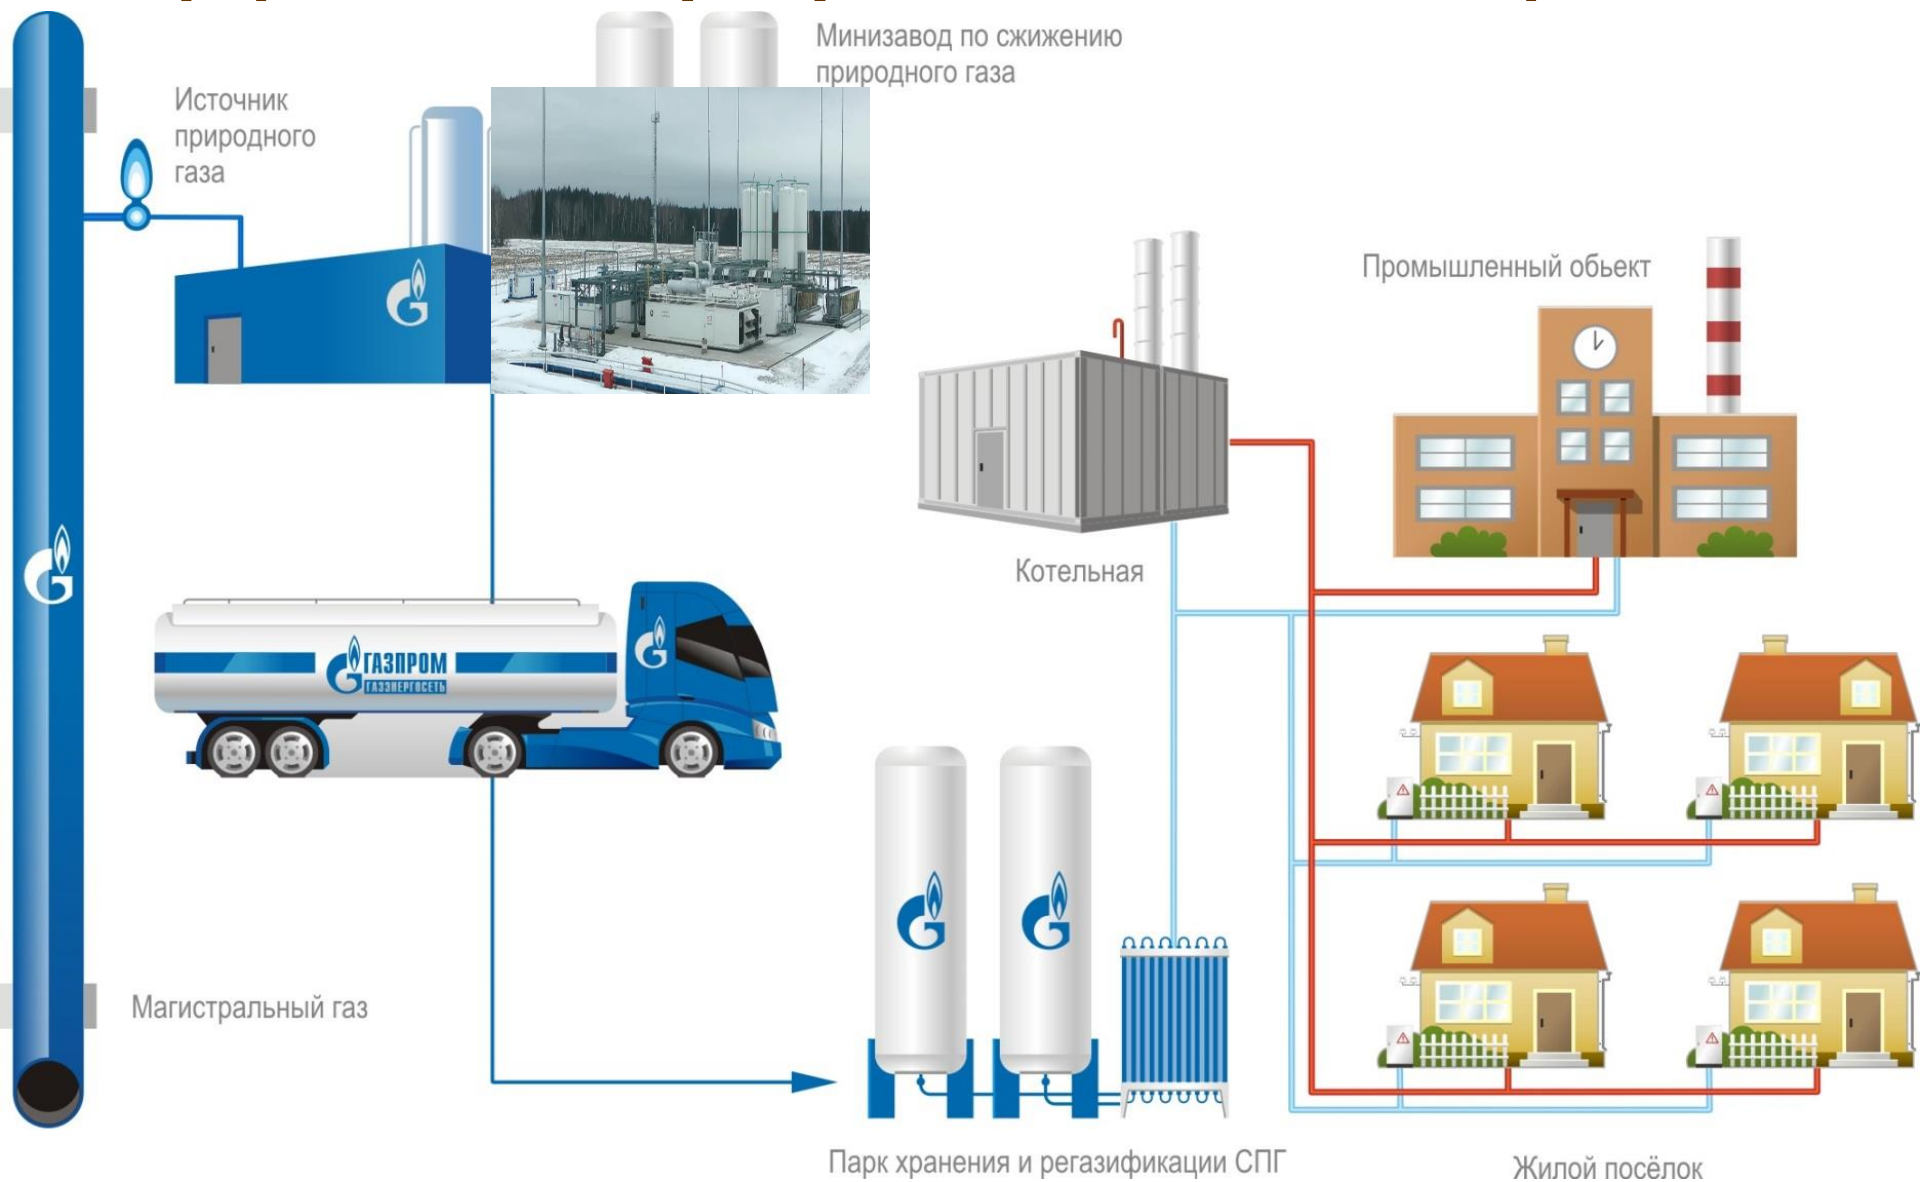 Минизавод по сжижению
природного газа
Источник
природного
газа
Промышленный обьект
Котельная
ГАЗПРОМ
ГАЗЭНЕРГОСЕТЬ
Магистральный газ
Парк хранения и регазификации СПГ
Жилой посёлок